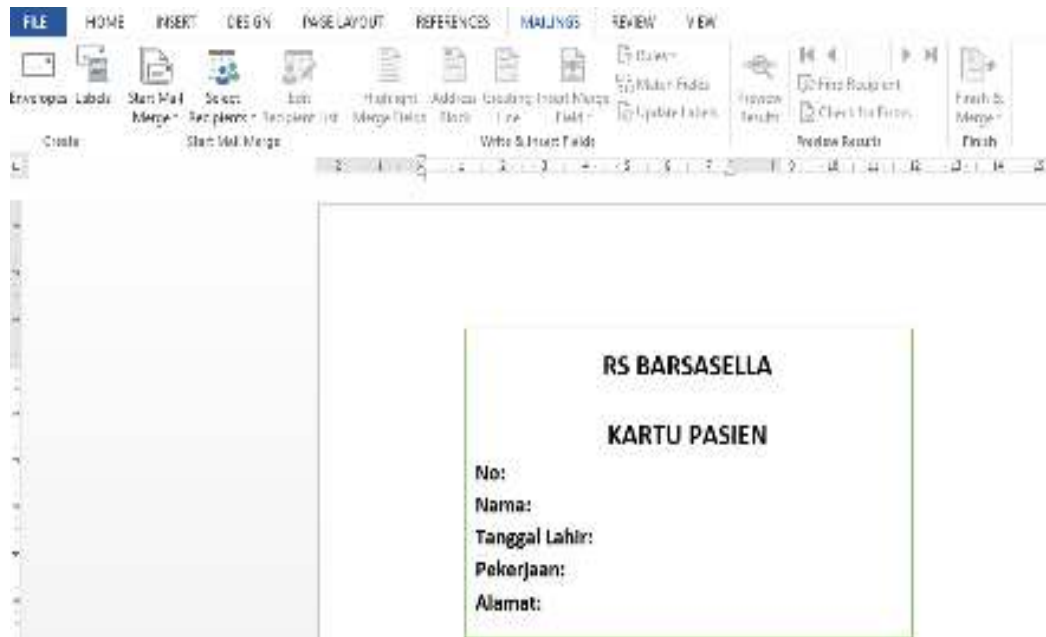 FILE HOME INSERT DESIGN PAGE LAYOUT REFERENCES MAILINGS REVIEW VIEW
Envelopes Labels Start Mail Merge Select Recipients Edit Recipient List Highlight Merge Fields Address Block Greeting Line Insert Merge Field Rules Match Fields Update Labels Preview Results Find Recipient Check for Errors Finish & Merge
Create Start Mail Merge Write & Insert Fields Preview Results Finish
RS BARSASELLA
KARTU PASIEN
No:
Nama:
Tanggal Lahir:
Pekerjaan:
Alamat: